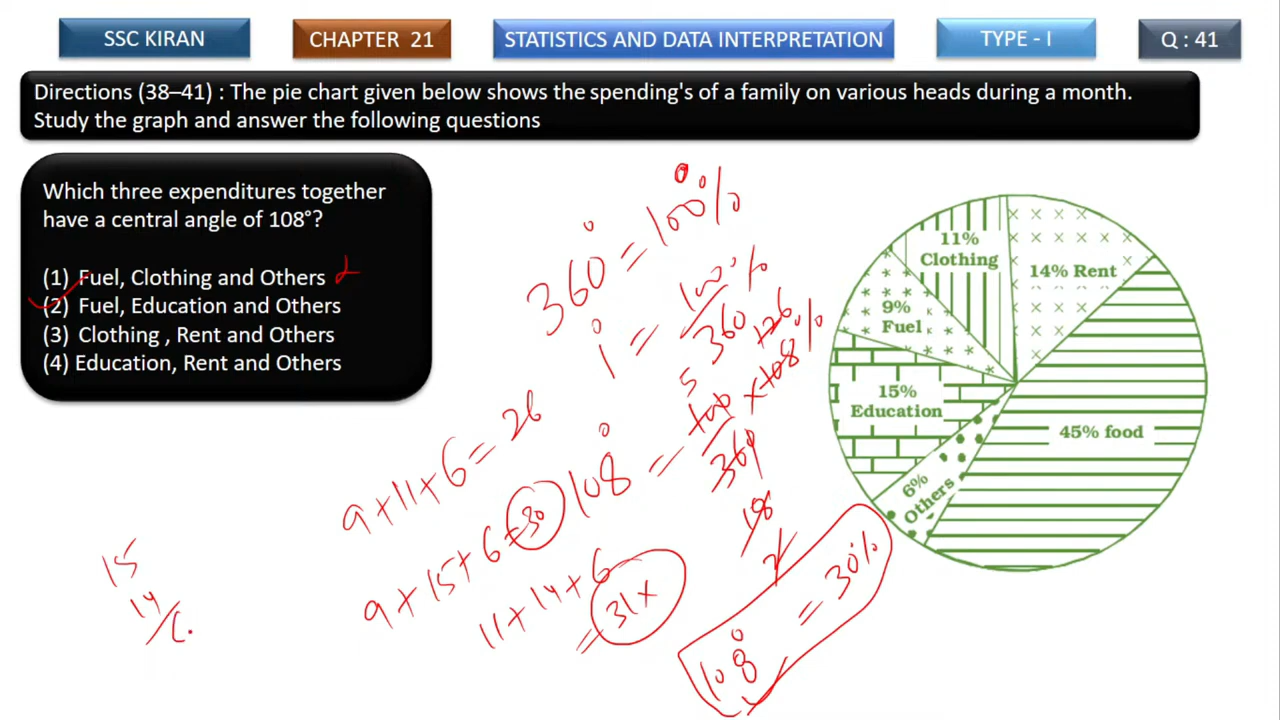 SSC KIRAN
CHAPTER 21
STATISTICS AND DATA INTERPRETATION
TYPE - I
Q : 41
Directions (38–41) : The pie chart given below shows the spending's of a family on various heads during a month.
Study the graph and answer the following questions
Which three expenditures together
have a central angle of 108°?
(1) Fuel, Clothing and Others
(2) Fuel, Education and Others
(3) Clothing , Rent and Others
(4) Education, Rent and Others
360° = 100%
1° = 100/360 %
108° = 100/360 × 108%
9+11+6 = 26
9+15+6 = 30
11+14+6
= 31 ×
108° = 30%
15
14
11%
Clothing
14% Rent
9%
Fuel
15%
Education
6%
Others
45% food